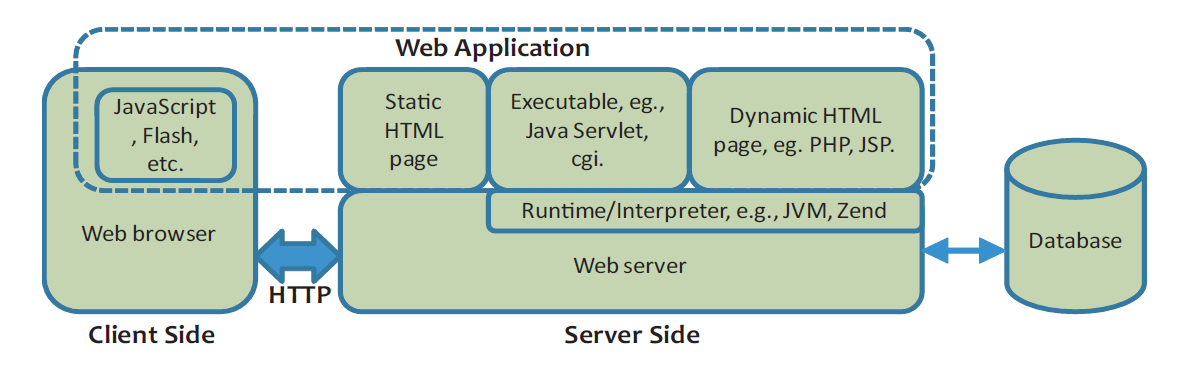 Web Application
JavaScript
, Flash,
etc.
Web browser
Static
HTML
page
Executable, eg.,
Java Servlet,
cgi.
Dynamic HTML
page, eg. PHP, JSP.
Runtime/Interpreter, e.g., JVM, Zend
Web server
Database
HTTP
Client Side
Server Side